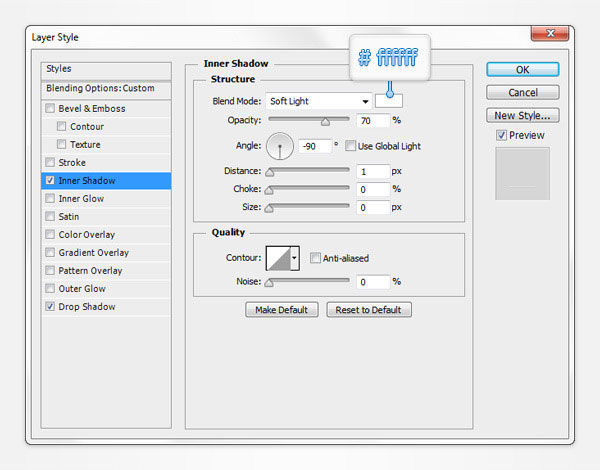 Layer Style
Styles
Blending Options:Custom
Bevel & Emboss
Contour
Texture
Stroke
Inner Shadow
Inner Glow
Satin
Color Overlay
Gradient Overlay
Pattern Overlay
Outer Glow
Drop Shadow
Inner Shadow
Structure
# ffffff
Blend Mode: Soft Light
Opacity: 70 %
Angle: -90 ° Use Global Light
Distance: 1 px
Choke: 0 %
Size: 0 px
Quality
Contour: Anti-aliased
Noise: 0 %
Make Default Reset to Default
OK
Cancel
New Style...
Preview